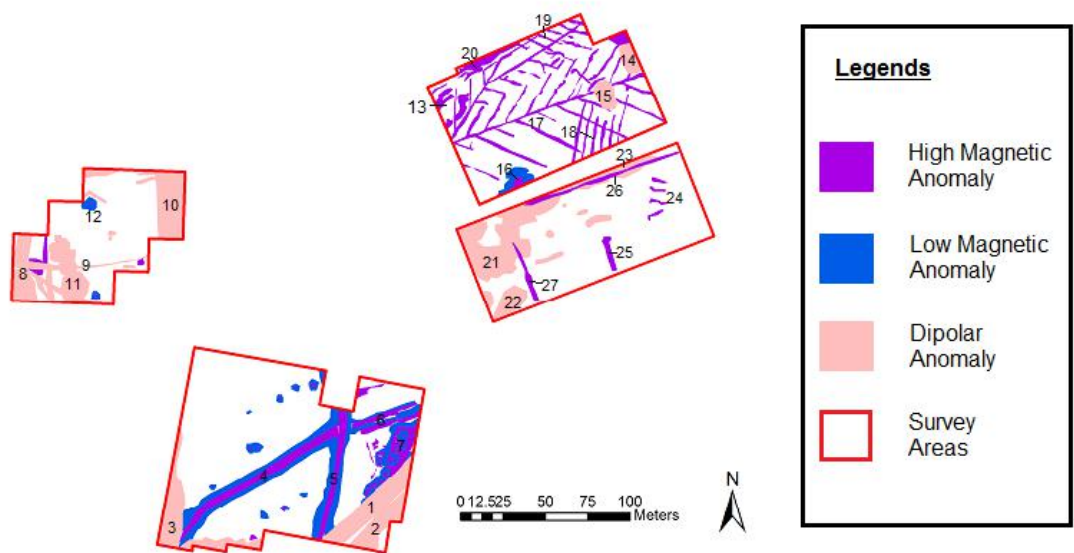 19
20
14
13
15
17
18
16
23
26
24
12
10
21
25
9
8
11
27
22
6
7
4
5
1
3
2
N
0 12.525 50 75 100
Meters
Legends
High Magnetic
Anomaly
Low Magnetic
Anomaly
Dipolar
Anomaly
Survey
Areas